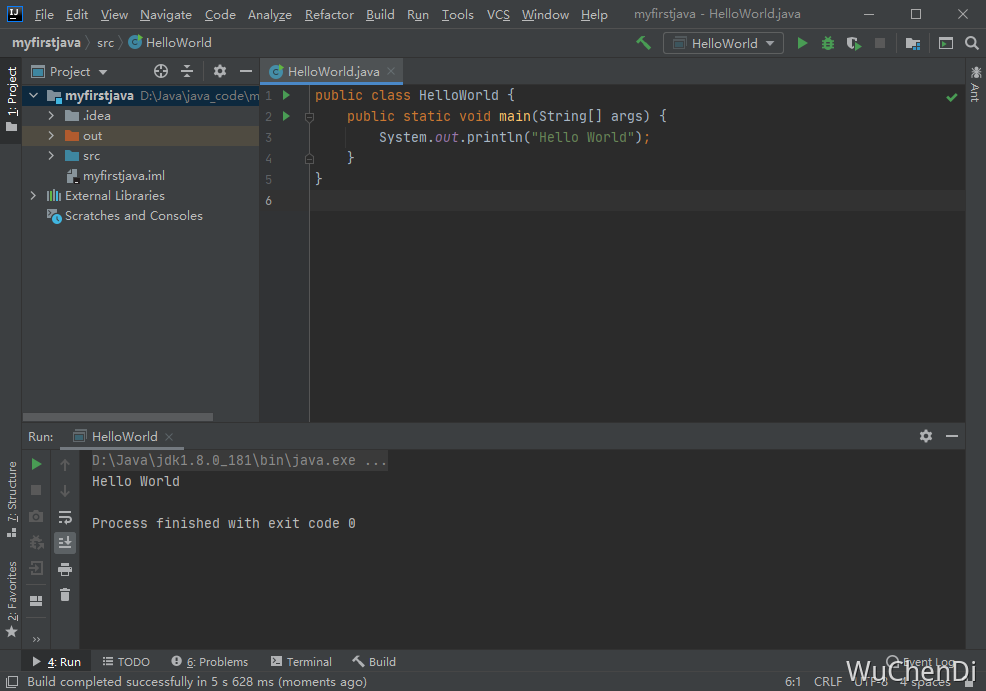 File Edit View Navigate Code Analyze Refactor Build Run Tools VCS Window Help myfirstjava - HelloWorld.java
myfirstjava src HelloWorld HelloWorld
1: Project
Project
HelloWorld.java
myfirstjava D:\Java\java_code\m
.idea
out
src
myfirstjava.iml
External Libraries
Scratches and Consoles
1 public class HelloWorld {
2 public static void main(String[] args) {
3 System.out.println("Hello World");
4 }
5 }
6
Ant
Run: HelloWorld
D:\Java\jdk1.8.0_181\bin\java.exe ...
Hello World
Process finished with exit code 0
7: Structure
2: Favorites
4: Run TODO 6: Problems Terminal Build Event Log
Build completed successfully in 5 s 628 ms (moments ago) 6:1 CRLF UTF-8 4 spaces
WuChenDi